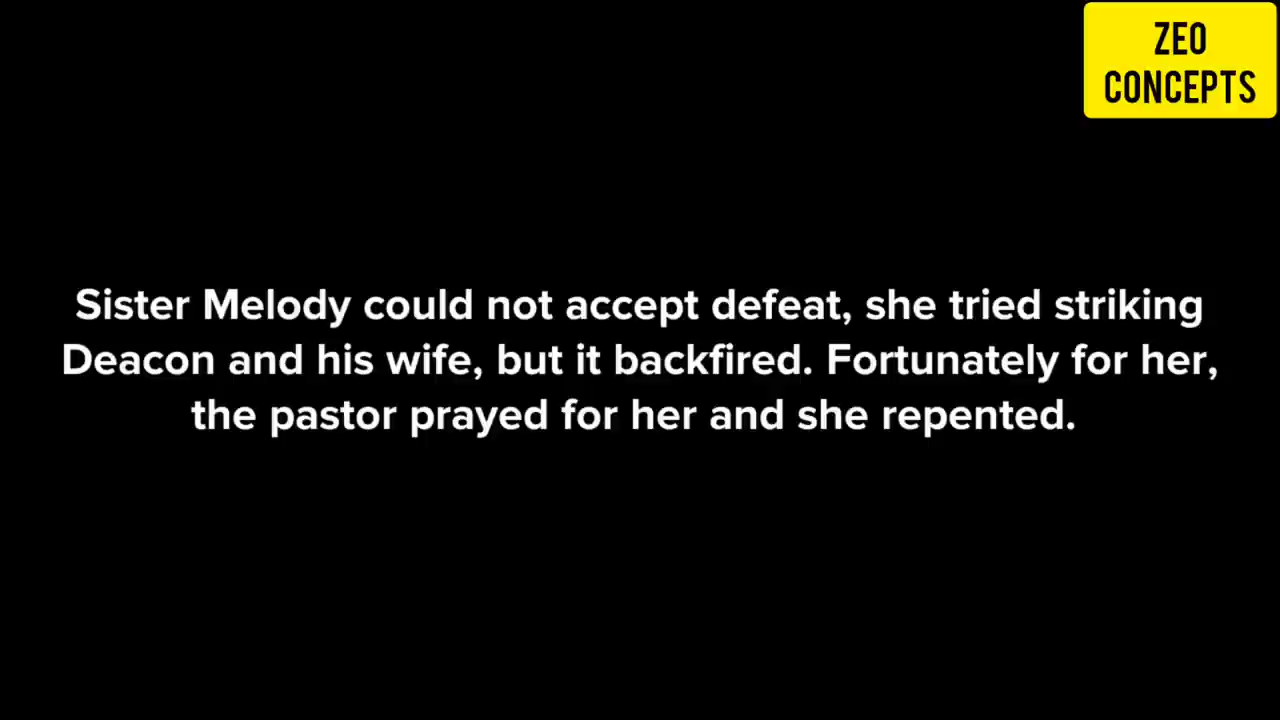 ZEO
CONCEPTS
Sister Melody could not accept defeat, she tried striking
Deacon and his wife, but it backfired. Fortunately for her,
the pastor prayed for her and she repented.